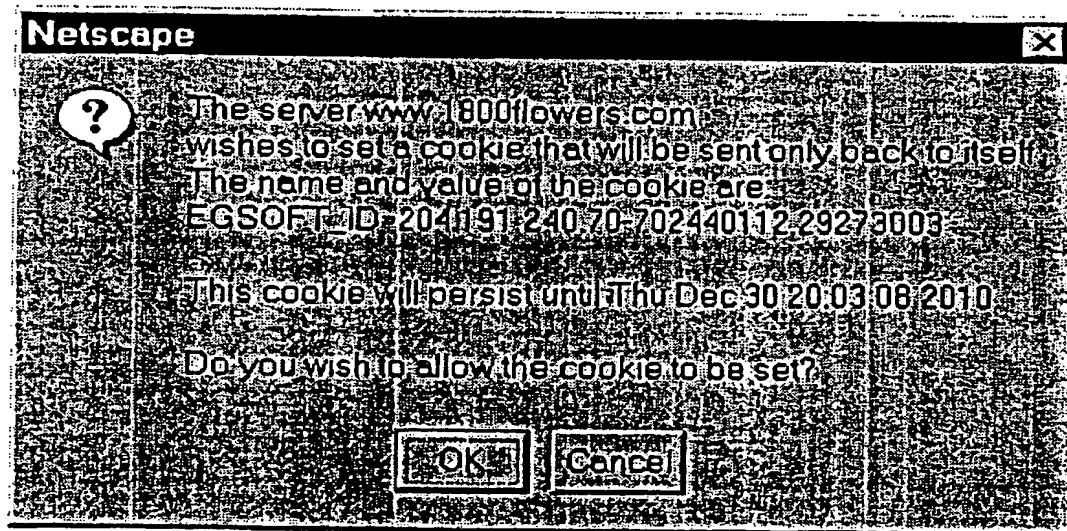 Netscape
The server www.1800flowers.com
wishes to set a cookie that will be sent only back to itself
The name and value of the cookie are
EGSOFT_ID=204.191.240.70-702440112.29273003
This cookie will persist until Thu Dec 30 20:03:08 2010
Do you wish to allow the cookie to be set?
OK Cancel